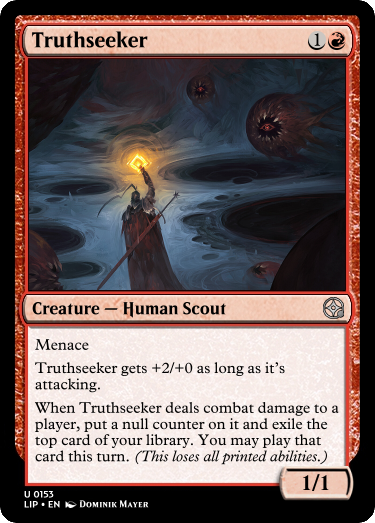 Truthseeker 1
Creature — Human Scout
Menace
Truthseeker gets +2/+0 as long as it's
attacking.
When Truthseeker deals combat damage to a
player, put a null counter on it and exile the
top card of your library. You may play that
card this turn. (This loses all printed abilities.)
1/1
U 0153
LIP • EN Dominik Mayer